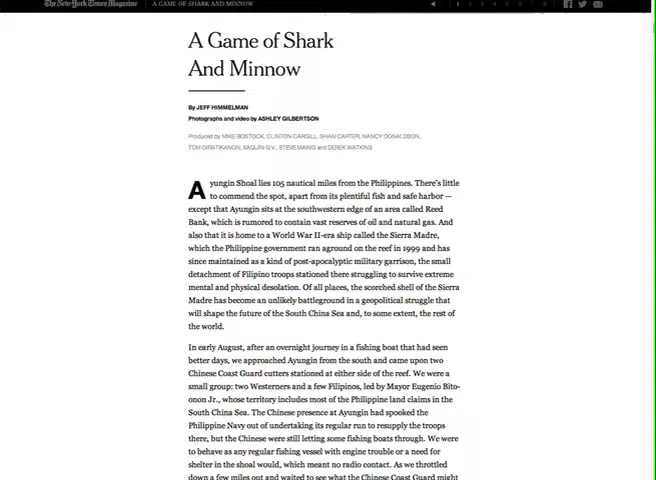 The New York Times Magazine
A GAME OF SHARK AND MINNOW
A Game of Shark
And Minnow
By JEFF HIMMELMAN
Photographs and video by ASHLEY GILBERTSON
Produced by MIKE BOSTOCK, CLINTON CARGILL, SHAN CARTER, NANCY DONALDSON,
TOM GIRATIKANON, XAQUÍN G.V., STEVE MAING and DEREK WATKINS
Ayungin Shoal lies 105 nautical miles from the Philippines. There's little
to commend the spot, apart from its plentiful fish and safe harbor —
except that Ayungin sits at the southwestern edge of an area called Reed
Bank, which is rumored to contain vast reserves of oil and natural gas. And
also that it is home to a World War II-era ship called the Sierra Madre,
which the Philippine government ran aground on the reef in 1999 and has
since maintained as a kind of post-apocalyptic military garrison, the small
detachment of Filipino troops stationed there struggling to survive extreme
mental and physical desolation. Of all places, the scorched shell of the Sierra
Madre has become an unlikely battleground in a geopolitical struggle that
will shape the future of the South China Sea and, to some extent, the rest of
the world.
In early August, after an overnight journey in a fishing boat that had seen
better days, we approached Ayungin from the south and came upon two
Chinese Coast Guard cutters stationed at either side of the reef. We were a
small group: two Westerners and a few Filipinos, led by Mayor Eugenio Bito-
onon Jr., whose territory includes most of the Philippine land claims in the
South China Sea. The Chinese presence at Ayungin had spooked the
Philippine Navy out of undertaking its regular run to resupply the troops
there, but the Chinese were still letting some fishing boats through. We were
to behave as any regular fishing vessel with engine trouble or a need for
shelter in the shoal would, which meant no radio contact. As we throttled
down a few miles out and waited to see what the Chinese Coast Guard might